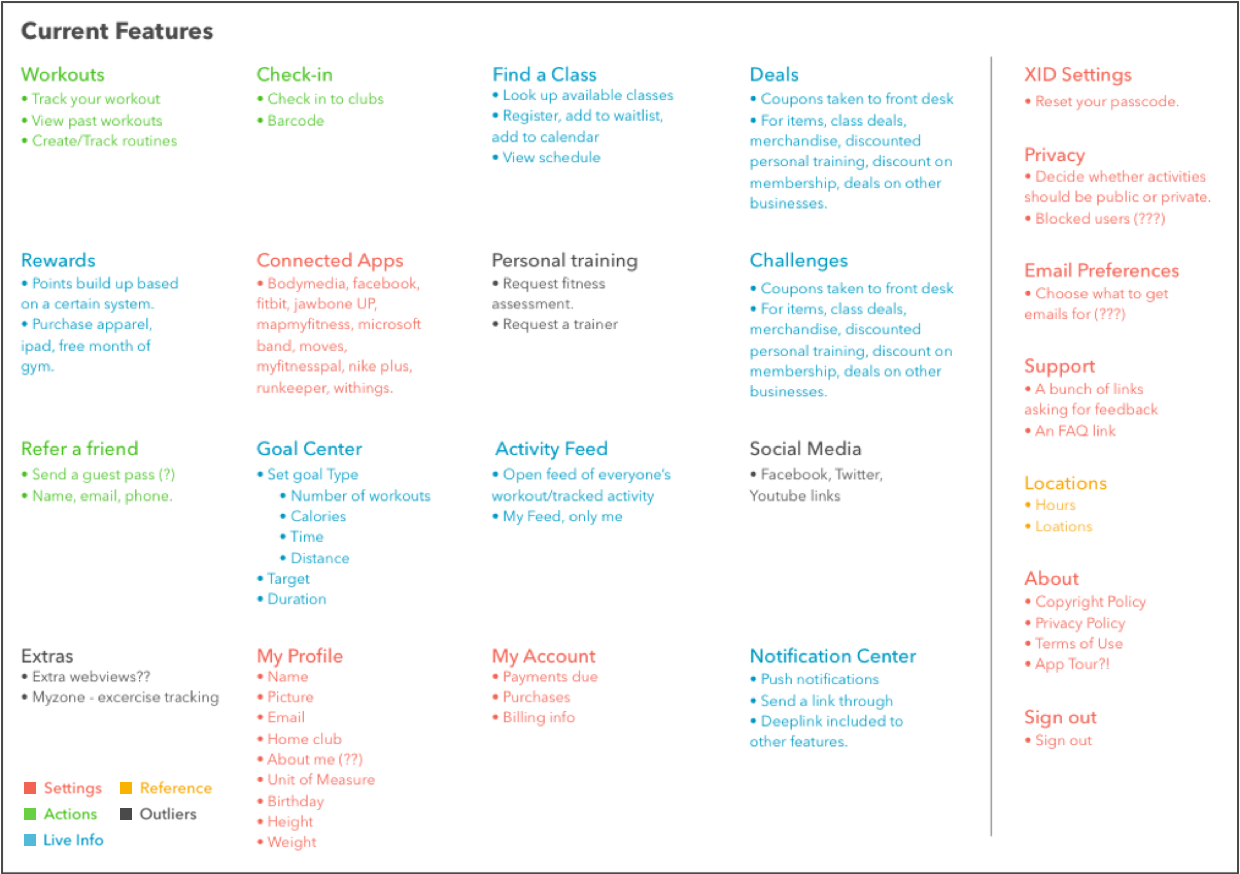 Current Features
Workouts
• Track your workout
• View past workouts
• Create/Track routines
Check-in
• Check in to clubs
• Barcode
Find a Class
• Look up available classes
• Register, add to waitlist,
add to calendar
• View schedule
Deals
• Coupons taken to front desk
• For items, class deals,
merchandise, discounted
personal training, discount on
membership, deals on other
businesses.
Rewards
• Points build up based
on a certain system.
• Purchase apparel,
ipad, free month of
gym.
Connected Apps
• Bodymedia, facebook,
fitbit, jawbone UP,
mapmyfitness, microsoft
band, moves,
myfitnesspal, nike plus,
runkeeper, withings.
Personal training
• Request fitness
assessment.
• Request a trainer
Challenges
• Coupons taken to front desk
• For items, class deals,
merchandise, discounted
personal training, discount on
membership, deals on other
businesses.
Refer a friend
• Send a guest pass (?)
• Name, email, phone.
Goal Center
• Set goal Type
• Number of workouts
• Calories
• Time
• Distance
• Target
• Duration
Activity Feed
• Open feed of everyone's
workout/tracked activity
• My Feed, only me
Social Media
• Facebook, Twitter,
Youtube links
Extras
• Extra webviews??
• Myzone - excercise tracking
My Profile
• Name
• Picture
• Email
• Home club
• About me (??)
• Unit of Measure
• Birthday
• Height
• Weight
My Account
• Payments due
• Purchases
• Billing info
Notification Center
• Push notifications
• Send a link through
• Deeplink included to
other features.
Settings
Reference
Actions
Outliers
Live Info
XID Settings
• Reset your passcode.
Privacy
• Decide whether activities
should be public or private.
• Blocked users (???)
Email Preferences
• Choose what to get
emails for (???)
Support
• A bunch of links
asking for feedback
• An FAQ link
Locations
• Hours
• Loations
About
• Copyright Policy
• Privacy Policy
• Terms of Use
• App Tour?!
Sign out
• Sign out